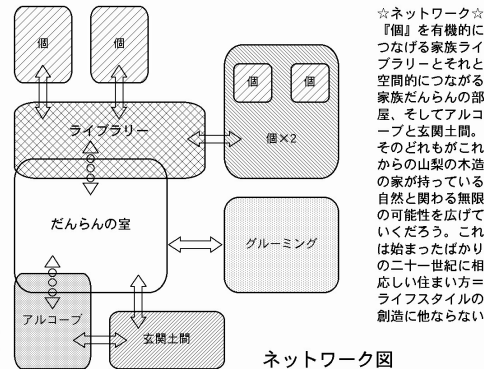 個
個
ライブラリー
個
個
個×2
だんらんの室
グルーミング
アルコーブ
玄関土間
ネットワーク図
☆ネットワーク☆
『個』を有機的に
つなげる家族ライ
ブラリーとそれと
空間的につながる
家族だんらんの部
屋、そしてアルコ
ーブと玄関土間。
そのどれもがこれ
からの山梨の木造
の家が持っている
自然と関わる無限
の可能性を広げて
いくだろう。これ
は始まったばかり
の二十一世紀に相
応しい住まい方＝
ライフスタイルの
創造に他ならない